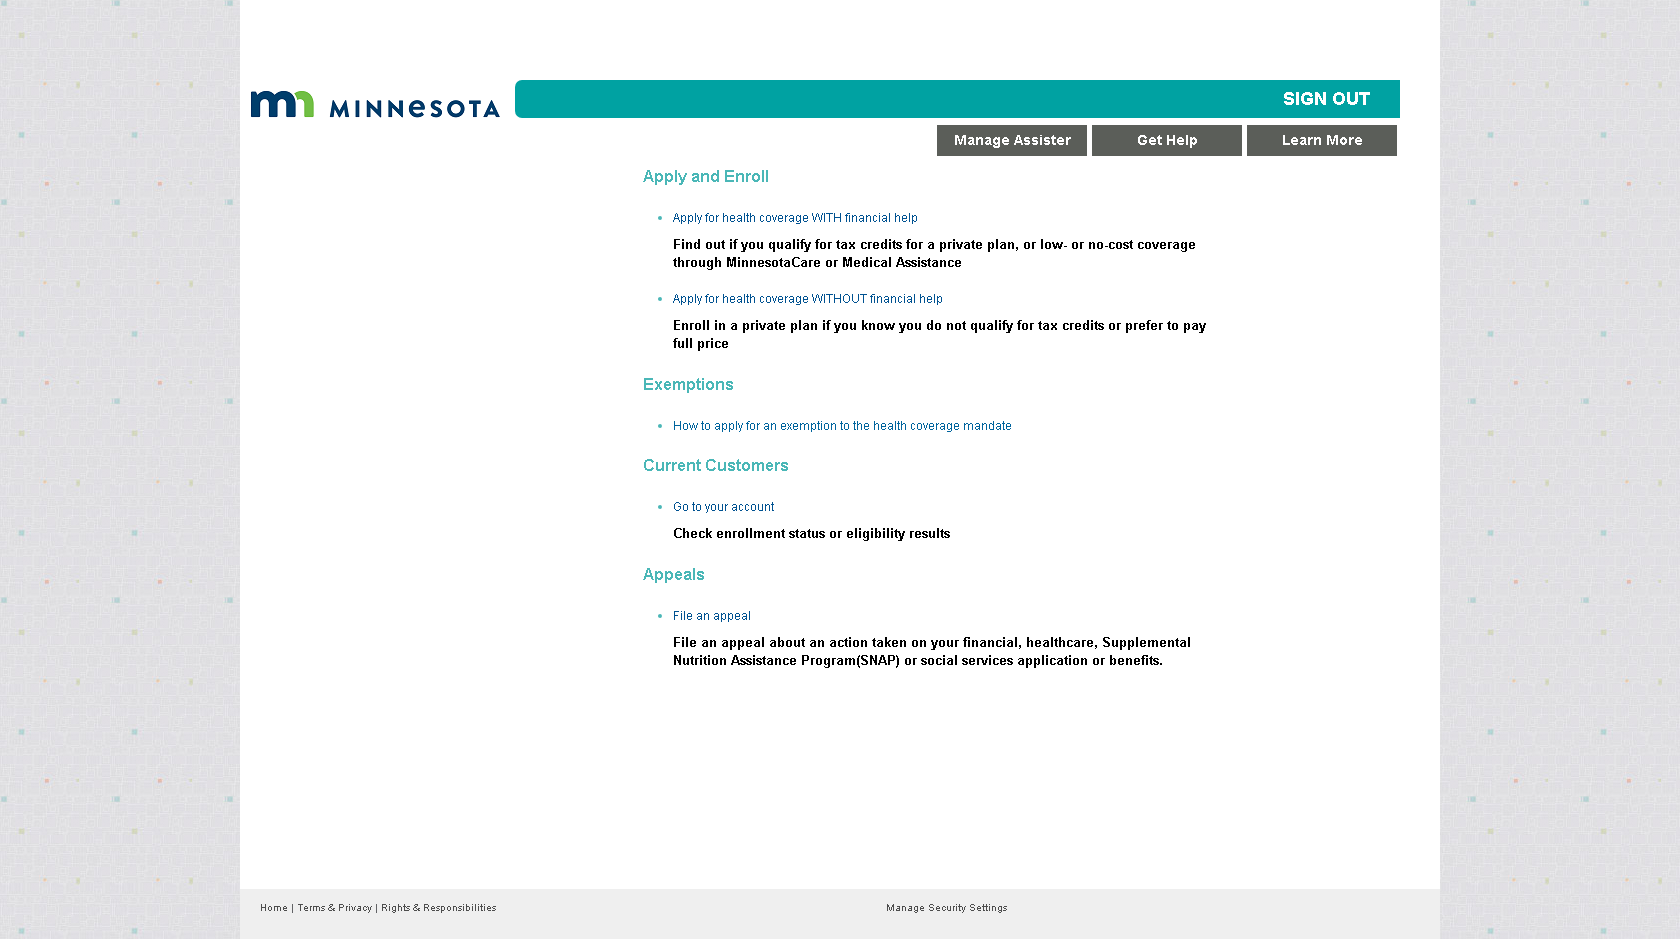 mn MINNESOTA
SIGN OUT
Manage Assister
Get Help
Learn More
Apply and Enroll
Apply for health coverage WITH financial help
Find out if you qualify for tax credits for a private plan, or low- or no-cost coverage
through MinnesotaCare or Medical Assistance
Apply for health coverage WITHOUT financial help
Enroll in a private plan if you know you do not qualify for tax credits or prefer to pay
full price
Exemptions
How to apply for an exemption to the health coverage mandate
Current Customers
Go to your account
Check enrollment status or eligibility results
Appeals
File an appeal
File an appeal about an action taken on your financial, healthcare, Supplemental
Nutrition Assistance Program(SNAP) or social services application or benefits.
Home | Terms & Privacy | Rights & Responsibilities
Manage Security Settings